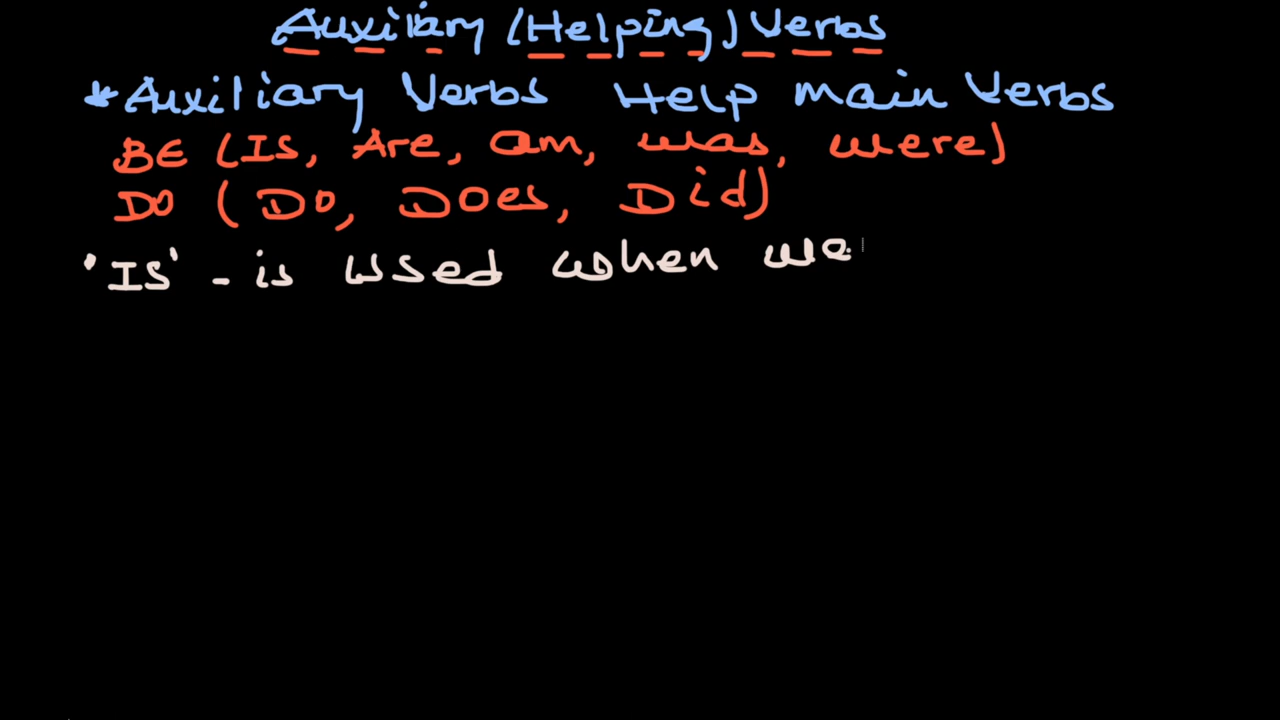 Auxiliary (Helping) Verbs
*Auxiliary Verbs Help main Verbs
BE (Is, Are, am, was, were)
DO (Do, Does, Did)
'IS' - is used when we